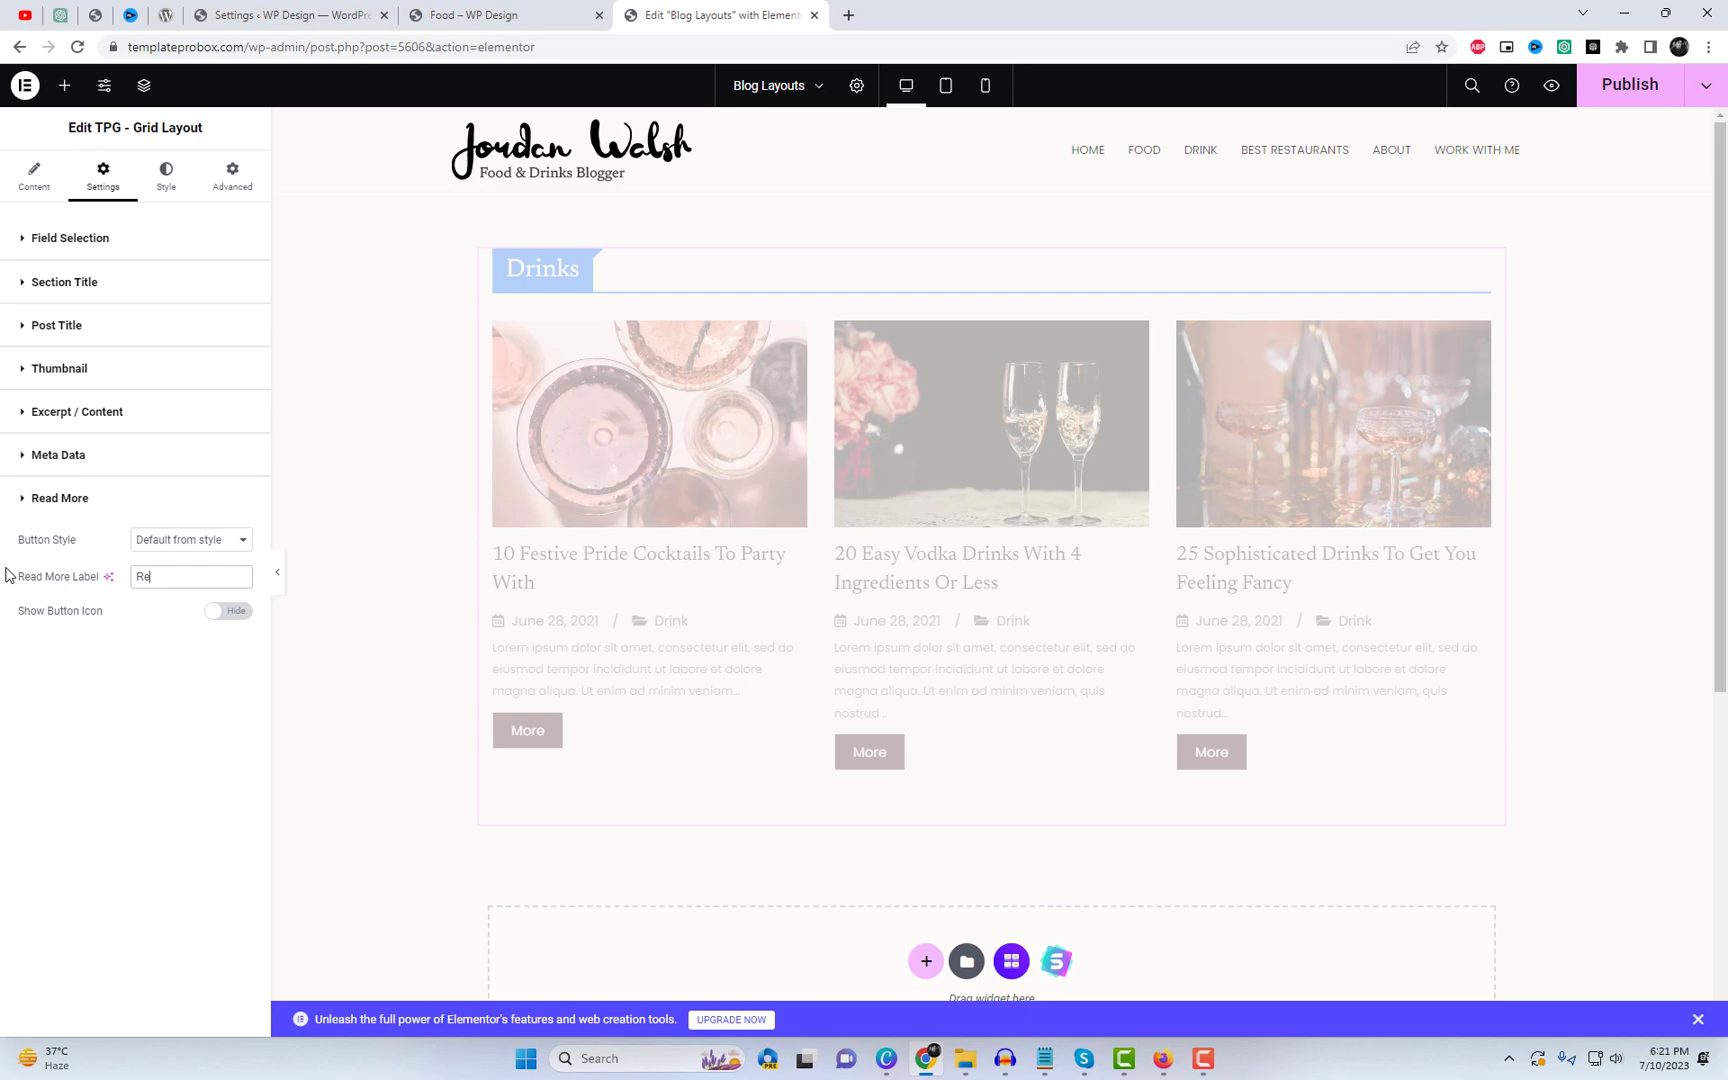 Settings ‹ WP Design — WordPre
Food – WP Design
Edit "Blog Layouts" with Element
templateprobox.com/wp-admin/post.php?post=5606&action=elementor
ABP
Blog Layouts
Publish
Edit TPG - Grid Layout
Content
Settings
Style
Advanced
Field Selection
Section Title
Post Title
Thumbnail
Excerpt / Content
Meta Data
Read More
Button Style
Default from style
Read More Label
Re
Show Button Icon
Hide
Jordan Walsh
Food & Drinks Blogger
HOME
FOOD
DRINK
BEST RESTAURANTS
ABOUT
WORK WITH ME
Drinks
10 Festive Pride Cocktails To Party
With
June 28, 2021 / Drink
Lorem ipsum dolor sit amet, consectetur elit, sed do
eiusmod tempor incididunt ut labore et dolore
magna aliqua. Ut enim ad minim veniam...
More
20 Easy Vodka Drinks With 4
Ingredients Or Less
June 28, 2021 / Drink
Lorem ipsum dolor sit amet, consectetur elit, sed do
eiusmod tempor incididunt ut labore et dolore
magna aliqua. Ut enim ad minim veniam, quis
nostrud...
More
25 Sophisticated Drinks To Get You
Feeling Fancy
June 28, 2021 / Drink
Lorem ipsum dolor sit amet, consectetur elit, sed do
eiusmod tempor incididunt ut labore et dolore
magna aliqua. Ut enim ad minim veniam, quis
nostrud...
More
Drag widget here
Unleash the full power of Elementor's features and web creation tools.
UPGRADE NOW
37°C
Haze
Search
PRE
6:21 PM
7/10/2023